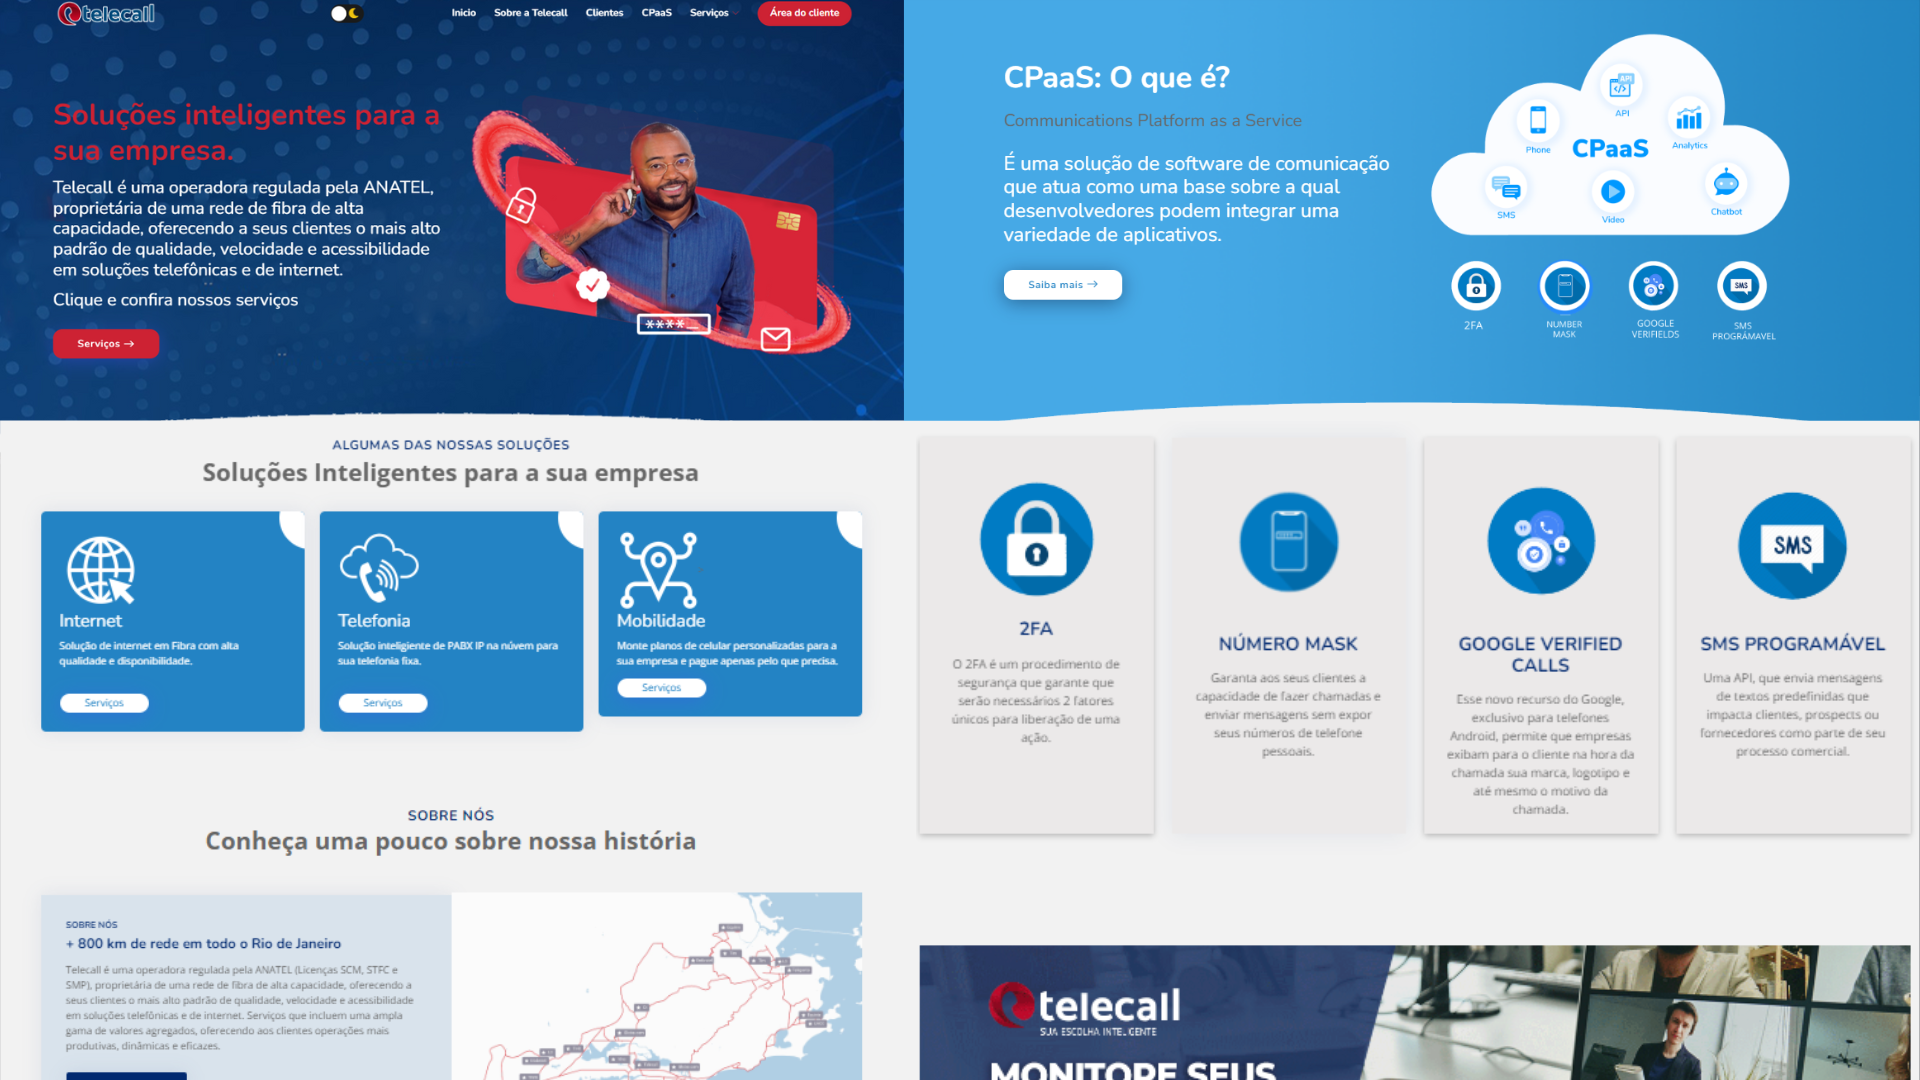 telecall
Inicio
Sobre a Telecall
Clientes
CPaaS
Serviços
Área do cliente
Soluções inteligentes para a
sua empresa.
Telecall é uma operadora regulada pela ANATEL,
proprietária de uma rede de fibra de alta
capacidade, oferecendo a seus clientes o mais alto
padrão de qualidade, velocidade e acessibilidade
em soluções telefônicas e de internet.
Clique e confira nossos serviços
Serviços →
****_
CPaaS: O que é?
Communications Platform as a Service
É uma solução de software de comunicação
que atua como uma base sobre a qual
desenvolvedores podem integrar uma
variedade de aplicativos.
Saiba mais →
API
API
Phone
CPaaS
Analytics
SMS
Video
Chatbot
SMS
2FA
NUMBER
MASK
GOOGLE
VERIFIELDS
SMS
PROGRÁMAVEL
ALGUMAS DAS NOSSAS SOLUÇÕES
Soluções Inteligentes para a sua empresa
Internet
Solução de internet em Fibra com alta
qualidade e disponibilidade.
Serviços
Telefonia
Solução inteligiente de PABX IP na núvem para
sua telefonia fixa.
Serviços
Mobilidade
Monte planos de celular personalizadas para a
sua empresa e pague apenas pelo que precisa.
Serviços
2FA
O 2FA é um procedimento de
segurança que garante que
serão necessários 2 fatores
únicos para liberação de uma
ação.
NÚMERO MASK
Garanta aos seus clientes a
capacidade de fazer chamadas e
enviar mensagens sem expor
seus números de telefone
pessoais.
GOOGLE VERIFIED
CALLS
Esse novo recurso do Google,
exclusivo para telefones
Android, permite que empresas
exibam para o cliente na hora da
chamada sua marca, logotipo e
até mesmo o motivo da
chamada.
SMS
SMS PROGRAMÁVEL
Uma API, que envia mensagens
de textos predefinidas que
impacta clientes, prospects ou
fornecedores como parte de seu
processo comercial.
SOBRE NÓS
Conheça uma pouco sobre nossa história
SOBRE NÓS
+ 800 km de rede em todo o Rio de Janeiro
Telecall é uma operadora regulada pela ANATEL (Licenças SCM, STFC e
SMP), proprietária de uma rede de fibra de alta capacidade, oferecendo a
seus clientes o mais alto padrão de qualidade, velocidade e acessibilidade
em soluções telefônicas e de internet. Serviços que incluem uma ampla
gama de valores agregados, oferecendo aos clientes operações mais
produtivas, dinâmicas e eficazes.
telecall
SUA ESCOLHA INTELIGENTE
MONITORE SEUS